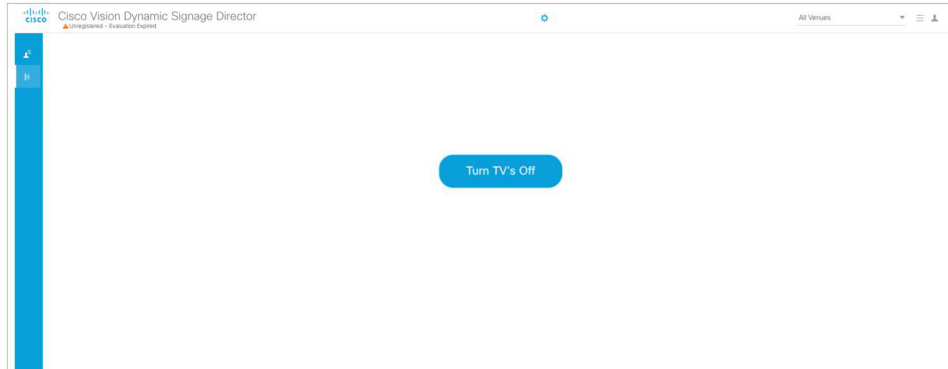 CISCO
Cisco Vision Dynamic Signage Director
Unregistered - Evaluation Expired
All Venues
Turn TV's Off